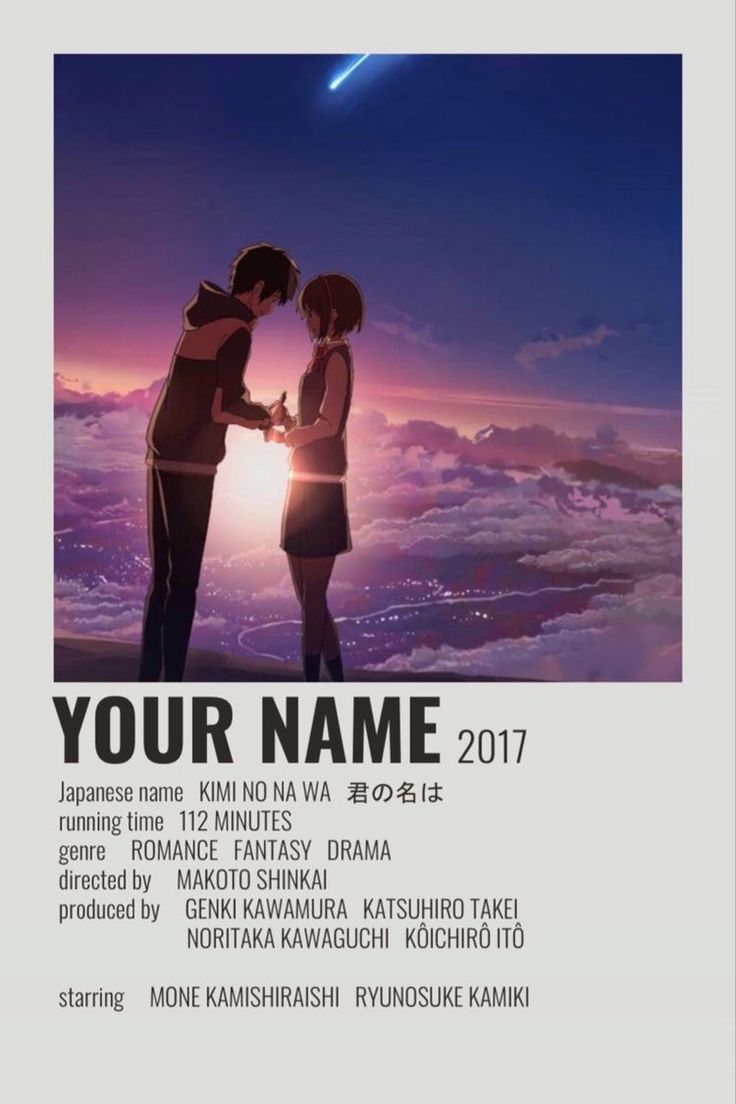 YOUR NAME 2017
Japanese name KIMI NO NA WA 君の名は
running time 112 MINUTES
genre ROMANCE FANTASY DRAMA
directed by MAKOTO SHINKAI
produced by GENKI KAWAMURA KATSUHIRO TAKEI
NORITAKA KAWAGUCHI KÔICHIRÔ ITÔ
starring MONE KAMISHIRAISHI RYUNOSUKE KAMIKI